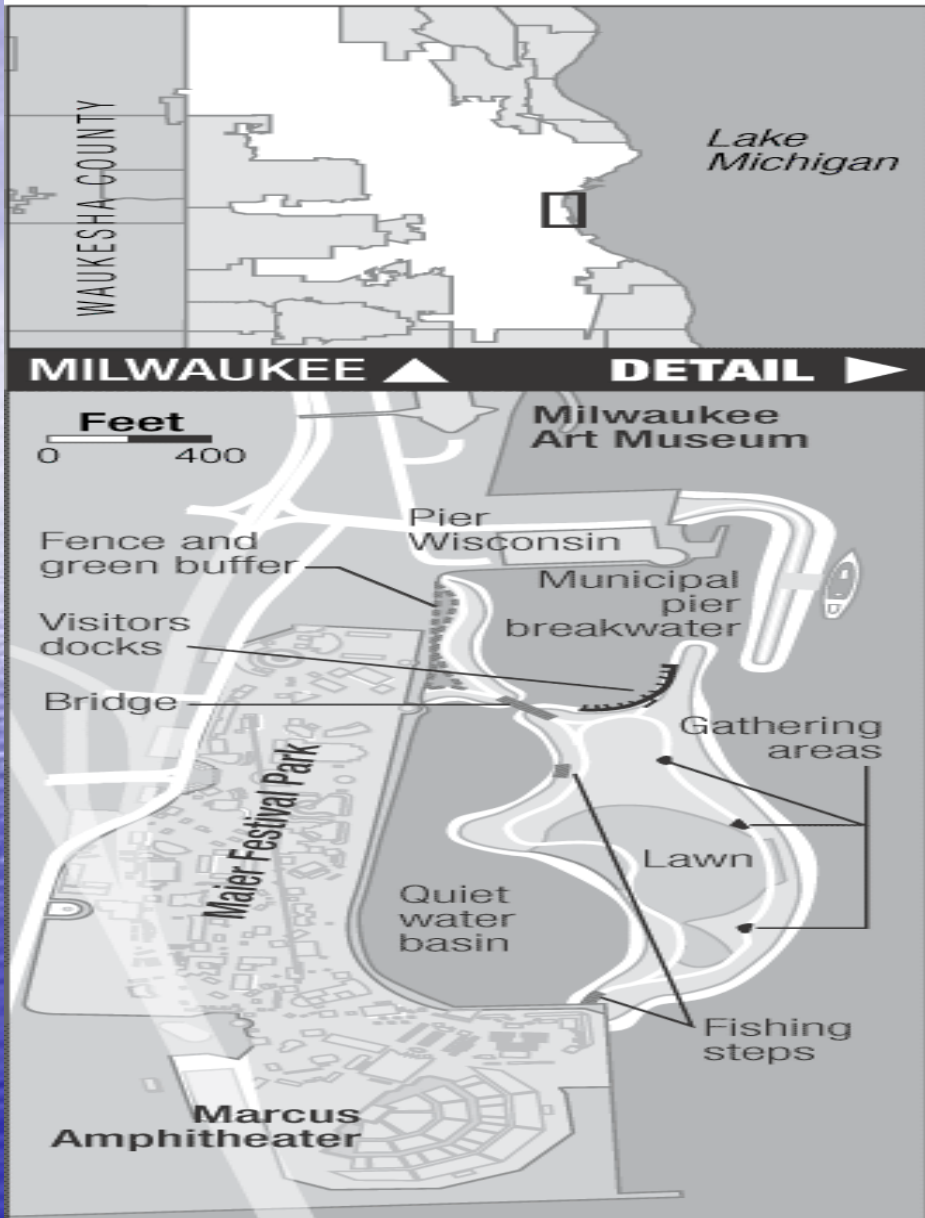 WAUKESHA COUNTY
Lake
Michigan
MILWAUKEE
DETAIL
Feet
0 400
Milwaukee
Art Museum
Pier
Wisconsin
Fence and
green buffer
Municipal
pier
breakwater
Visitors
docks
Bridge
Gathering
areas
Maier Festival Park
Lawn
Quiet
water
basin
Fishing
steps
Marcus
Amphitheater